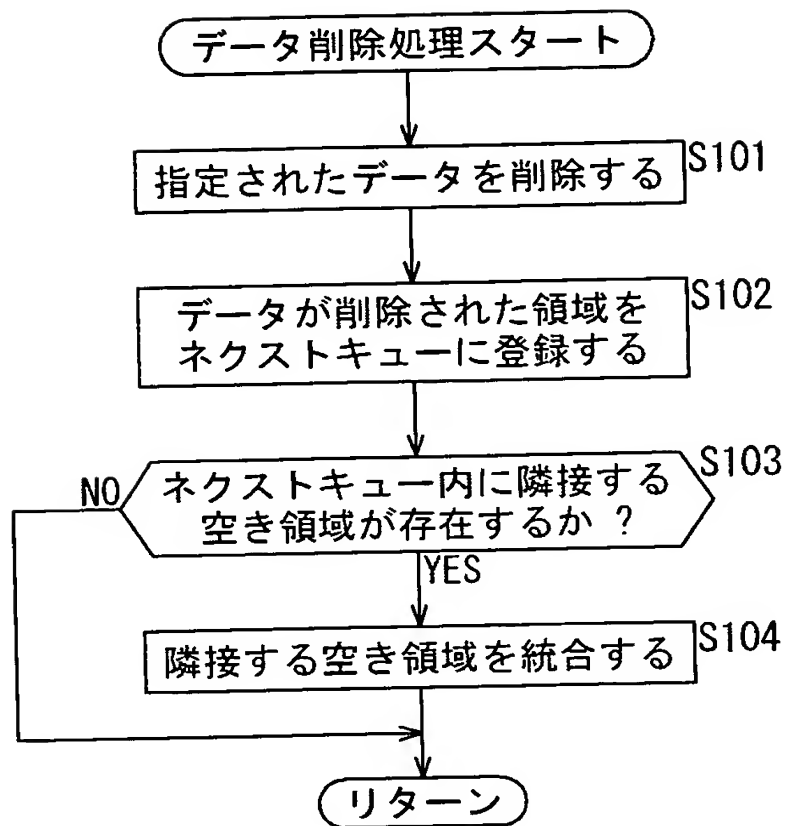 データ削除処理スタート
指定されたデータを削除する
S101
データが削除された領域を
ネクストキューに登録する
S102
ネクストキュー内に隣接する
空き領域が存在するか？
S103
NO
YES
隣接する空き領域を統合する
S104
リターン